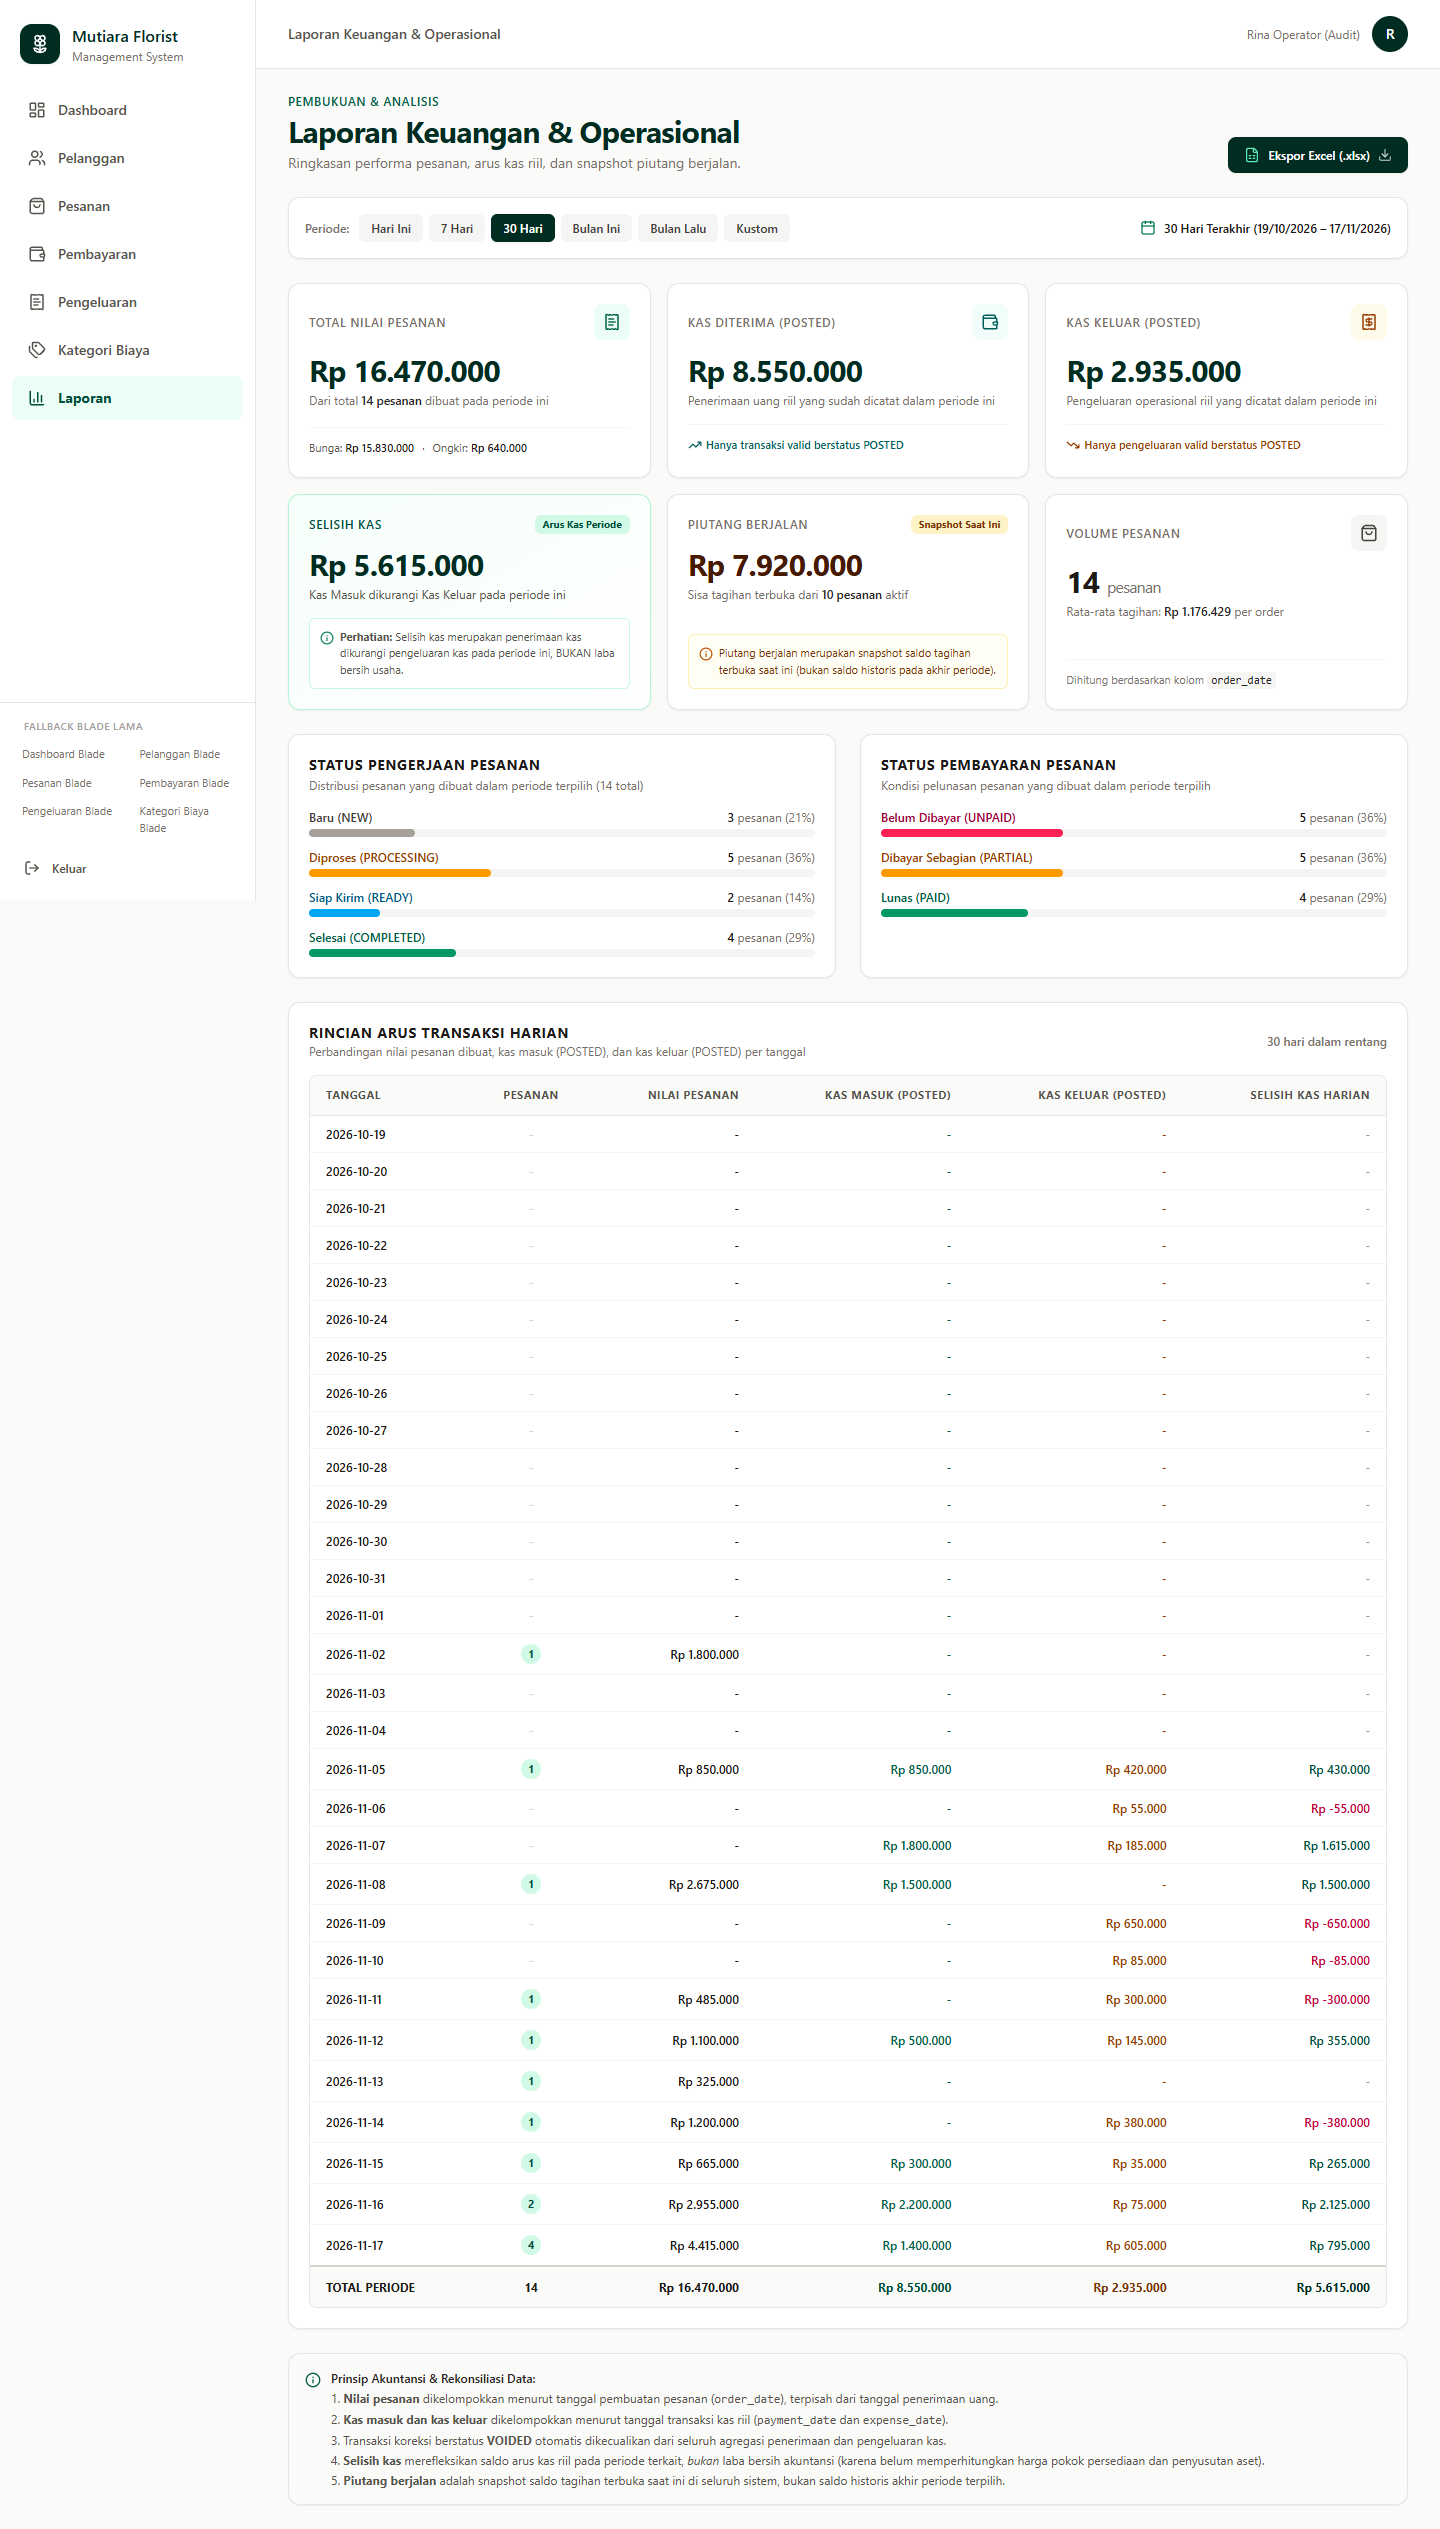 Mutiara Florist
Management System
Dashboard
Pelanggan
Pesanan
Pembayaran
Pengeluaran
Kategori Biaya
Laporan
FALLBACK BLADE LAMA
Dashboard Blade
Pelanggan Blade
Pesanan Blade
Pembayaran Blade
Pengeluaran Blade
Kategori Biaya
Blade
Keluar
Laporan Keuangan & Operasional
Rina Operator (Audit)
R
PEMBUKUAN & ANALISIS
Laporan Keuangan & Operasional
Ringkasan performa pesanan, arus kas riil, dan snapshot piutang berjalan.
Ekspor Excel (.xlsx)
Periode: Hari Ini 7 Hari 30 Hari Bulan Ini Bulan Lalu Kustom
30 Hari Terakhir (19/10/2026 – 17/11/2026)
TOTAL NILAI PESANAN
Rp 16.470.000
Dari total 14 pesanan dibuat pada periode ini
Bunga: Rp 15.830.000 · Ongkir: Rp 640.000
KAS DITERIMA (POSTED)
Rp 8.550.000
Penerimaan uang riil yang sudah dicatat dalam periode ini
Hanya transaksi valid berstatus POSTED
KAS KELUAR (POSTED)
Rp 2.935.000
Pengeluaran operasional riil yang dicatat dalam periode ini
Hanya pengeluaran valid berstatus POSTED
SELISIH KAS
Arus Kas Periode
Rp 5.615.000
Kas Masuk dikurangi Kas Keluar pada periode ini
Perhatian: Selisih kas merupakan penerimaan kas
dikurangi pengeluaran kas pada periode ini, BUKAN laba
bersih usaha.
PIUTANG BERJALAN
Snapshot Saat Ini
Rp 7.920.000
Sisa tagihan terbuka dari 10 pesanan aktif
Piutang berjalan merupakan snapshot saldo tagihan
terbuka saat ini (bukan saldo historis pada akhir periode).
VOLUME PESANAN
14 pesanan
Rata-rata tagihan: Rp 1.176.429 per order
Dihitung berdasarkan kolom order_date
STATUS PENGERJAAN PESANAN
Distribusi pesanan yang dibuat dalam periode terpilih (14 total)
Baru (NEW) 3 pesanan (21%)
Diproses (PROCESSING) 5 pesanan (36%)
Siap Kirim (READY) 2 pesanan (14%)
Selesai (COMPLETED) 4 pesanan (29%)
STATUS PEMBAYARAN PESANAN
Kondisi pelunasan pesanan yang dibuat dalam periode terpilih
Belum Dibayar (UNPAID) 5 pesanan (36%)
Dibayar Sebagian (PARTIAL) 5 pesanan (36%)
Lunas (PAID) 4 pesanan (29%)
RINCIAN ARUS TRANSAKSI HARIAN
Perbandingan nilai pesanan dibuat, kas masuk (POSTED), dan kas keluar (POSTED) per tanggal
30 hari dalam rentang
TANGGAL PESANAN NILAI PESANAN KAS MASUK (POSTED) KAS KELUAR (POSTED) SELISIH KAS HARIAN
2026-10-19 - - - - -
2026-10-20 - - - - -
2026-10-21 - - - - -
2026-10-22 - - - - -
2026-10-23 - - - - -
2026-10-24 - - - - -
2026-10-25 - - - - -
2026-10-26 - - - - -
2026-10-27 - - - - -
2026-10-28 - - - - -
2026-10-29 - - - - -
2026-10-30 - - - - -
2026-10-31 - - - - -
2026-11-01 - - - - -
2026-11-02 1 Rp 1.800.000 - - -
2026-11-03 - - - - -
2026-11-04 - - - - -
2026-11-05 1 Rp 850.000 Rp 850.000 Rp 420.000 Rp 430.000
2026-11-06 - - - Rp 55.000 Rp -55.000
2026-11-07 - - Rp 1.800.000 Rp 185.000 Rp 1.615.000
2026-11-08 1 Rp 2.675.000 Rp 1.500.000 - Rp 1.500.000
2026-11-09 - - - Rp 650.000 Rp -650.000
2026-11-10 - - - Rp 85.000 Rp -85.000
2026-11-11 1 Rp 485.000 - Rp 300.000 Rp -300.000
2026-11-12 1 Rp 1.100.000 Rp 500.000 Rp 145.000 Rp 355.000
2026-11-13 1 Rp 325.000 - - -
2026-11-14 1 Rp 1.200.000 - Rp 380.000 Rp -380.000
2026-11-15 1 Rp 665.000 Rp 300.000 Rp 35.000 Rp 265.000
2026-11-16 2 Rp 2.955.000 Rp 2.200.000 Rp 75.000 Rp 2.125.000
2026-11-17 4 Rp 4.415.000 Rp 1.400.000 Rp 605.000 Rp 795.000
TOTAL PERIODE 14 Rp 16.470.000 Rp 8.550.000 Rp 2.935.000 Rp 5.615.000
Prinsip Akuntansi & Rekonsiliasi Data:
1. Nilai pesanan dikelompokkan menurut tanggal pembuatan pesanan (order_date), terpisah dari tanggal penerimaan uang.
2. Kas masuk dan kas keluar dikelompokkan menurut tanggal transaksi kas riil (payment_date dan expense_date).
3. Transaksi koreksi berstatus VOIDED otomatis dikecualikan dari seluruh agregasi penerimaan dan pengeluaran kas.
4. Selisih kas merefleksikan saldo arus kas riil pada periode terkait, bukan laba bersih akuntansi (karena belum memperhitungkan harga pokok persediaan dan penyusutan aset).
5. Piutang berjalan adalah snapshot saldo tagihan terbuka saat ini di seluruh sistem, bukan saldo historis akhir periode terpilih.